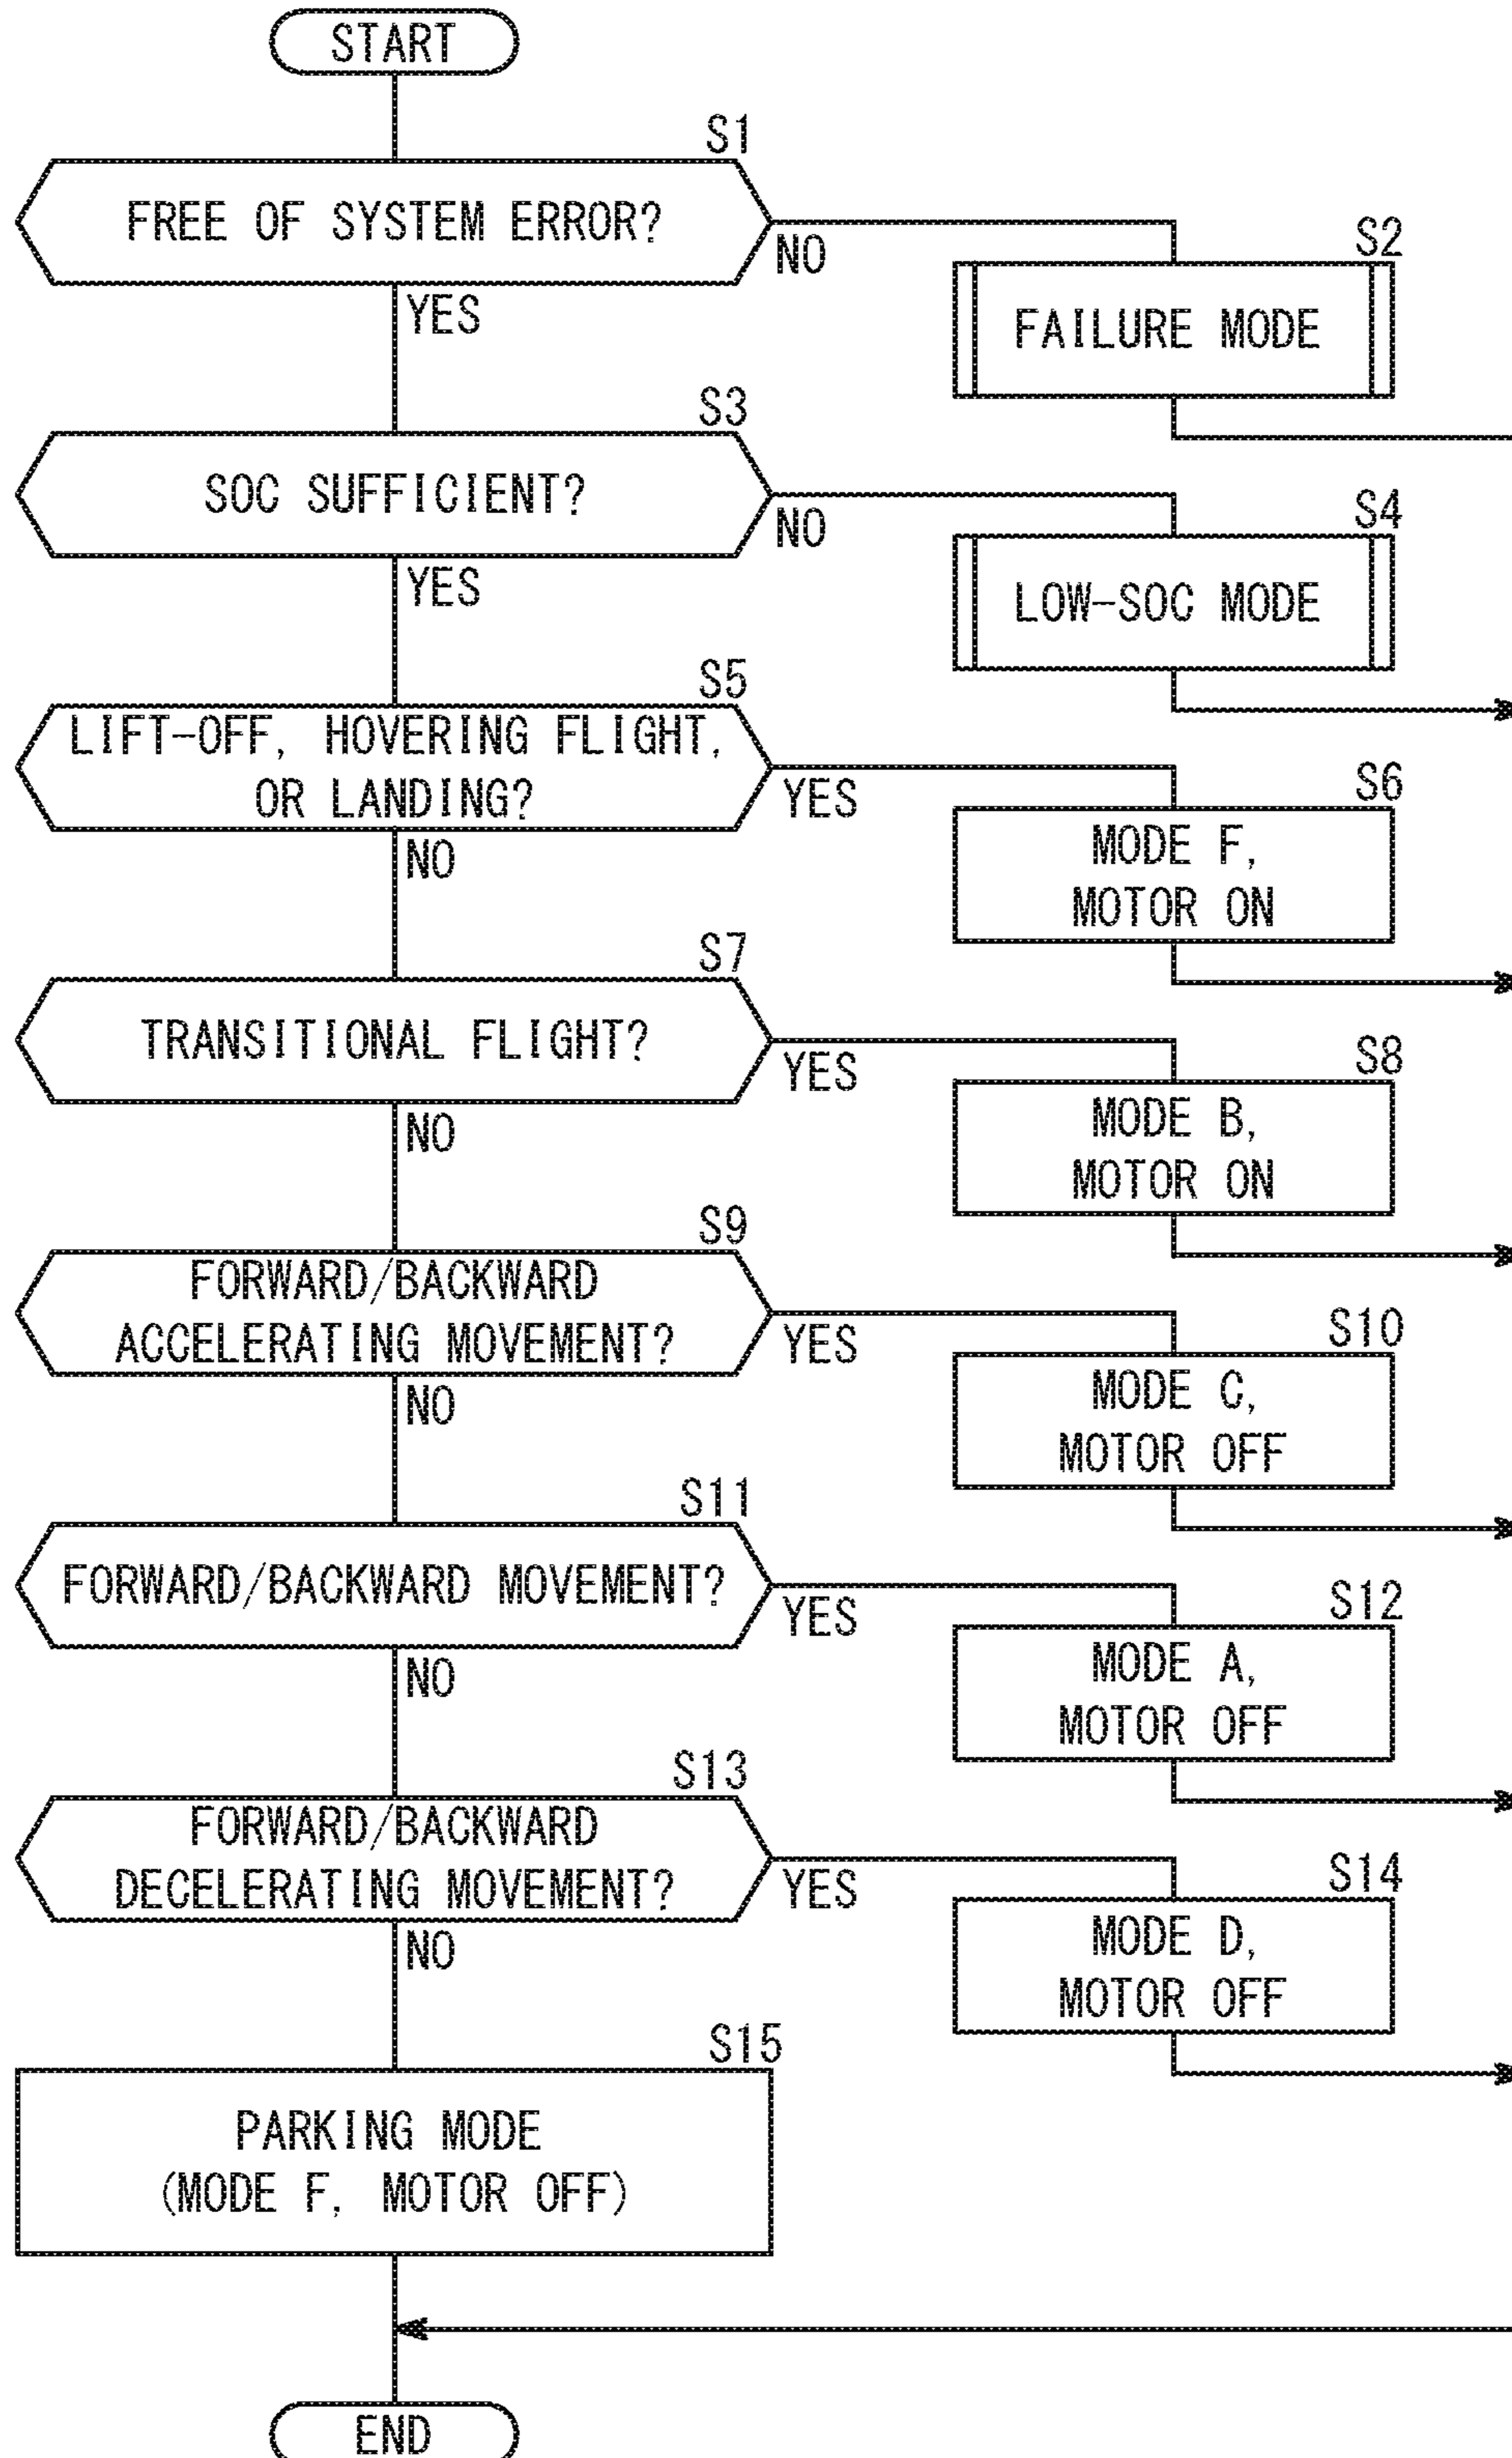 START
S1
FREE OF SYSTEM ERROR?
NO
YES
S2
FAILURE MODE
S3
SOC SUFFICIENT?
NO
YES
S4
LOW-SOC MODE
S5
LIFT-OFF, HOVERING FLIGHT,
OR LANDING?
YES
NO
S6
MODE F,
MOTOR ON
S7
TRANSITIONAL FLIGHT?
YES
NO
S8
MODE B,
MOTOR ON
S9
FORWARD/BACKWARD
ACCELERATING MOVEMENT?
YES
NO
S10
MODE C,
MOTOR OFF
S11
FORWARD/BACKWARD MOVEMENT?
YES
NO
S12
MODE A,
MOTOR OFF
S13
FORWARD/BACKWARD
DECELERATING MOVEMENT?
YES
NO
S14
MODE D,
MOTOR OFF
S15
PARKING MODE
(MODE F, MOTOR OFF)
END